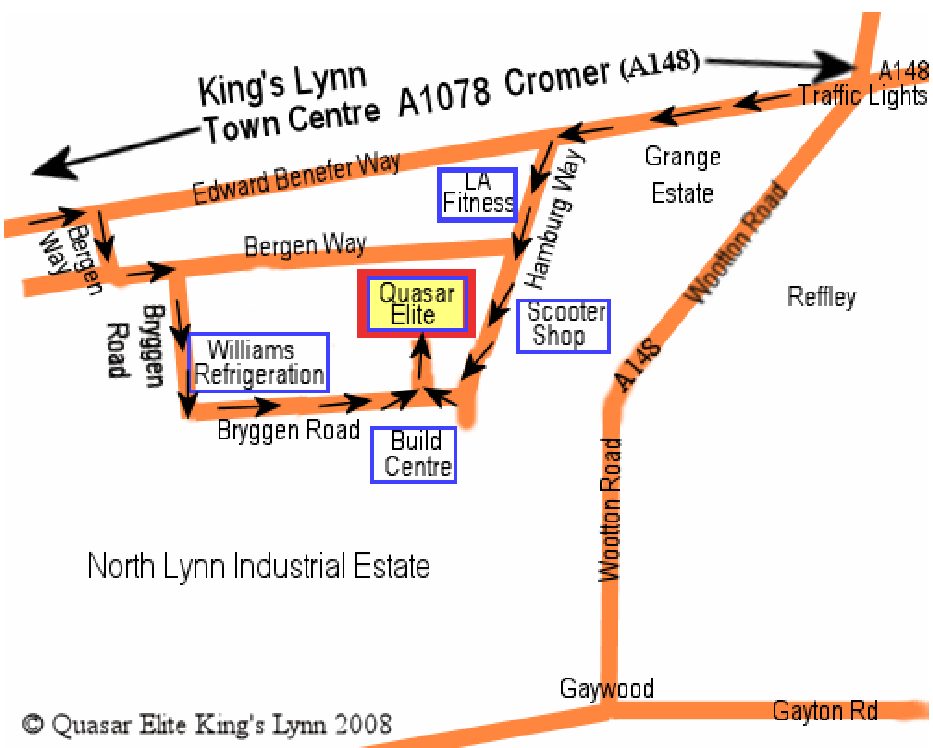 King's Lynn
Town Centre
A1078 Cromer (A148)
A148
Traffic Lights
Edward Benefer Way
LA
Fitness
Hamburg Way
Grange
Estate
Wootton Road
Bergen
Way
Bergen Way
Quasar
Elite
Reffley
Bryggen
Road
Scooter
Shop
Williams
Refrigeration
A14S
Bryggen Road
Build
Centre
Wootton Road
North Lynn Industrial Estate
Gaywood
Gayton Rd
© Quasar Elite King's Lynn 2008